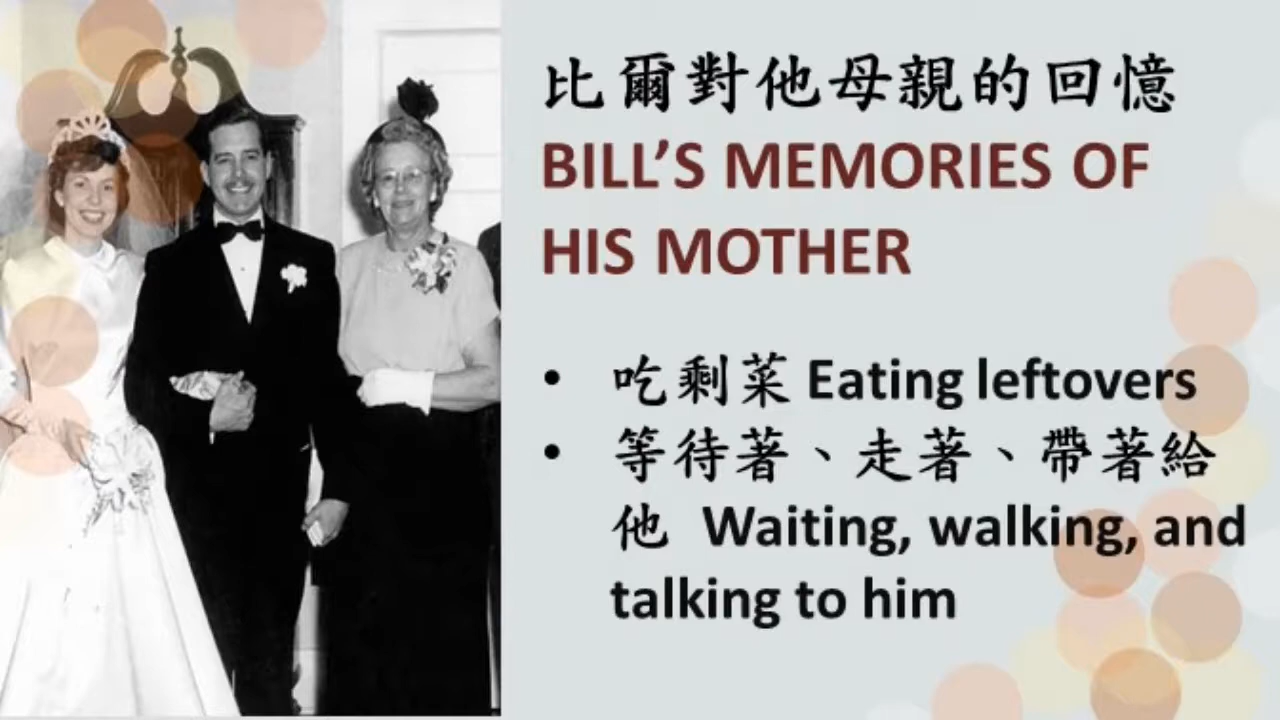 比爾對他母親的回憶
BILL’S MEMORIES OF
HIS MOTHER
• 吃剩菜 Eating leftovers
• 等待著、走著、帶著給
他 Waiting, walking, and
talking to him